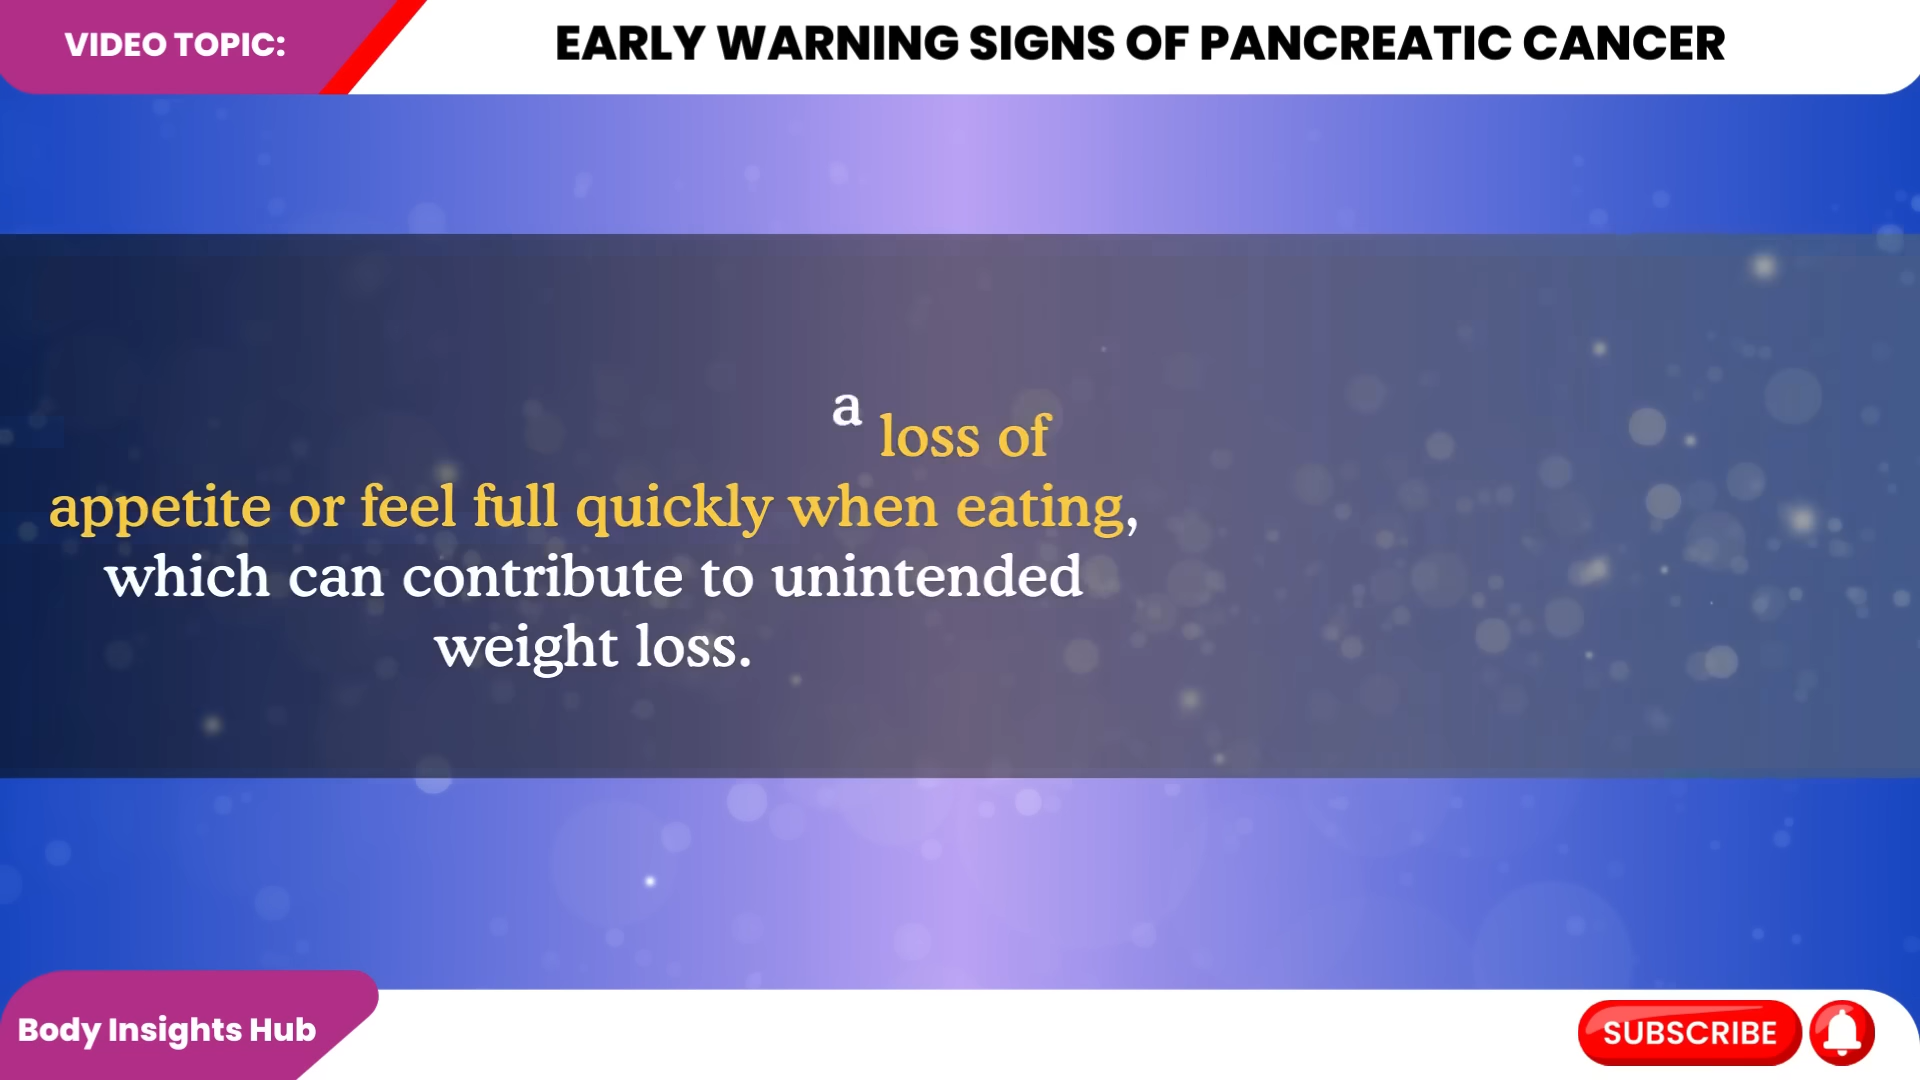 VIDEO TOPIC:
EARLY WARNING SIGNS OF PANCREATIC CANCER
a loss of
appetite or feel full quickly when eating,
which can contribute to unintended
weight loss.
Body Insights Hub
SUBSCRIBE